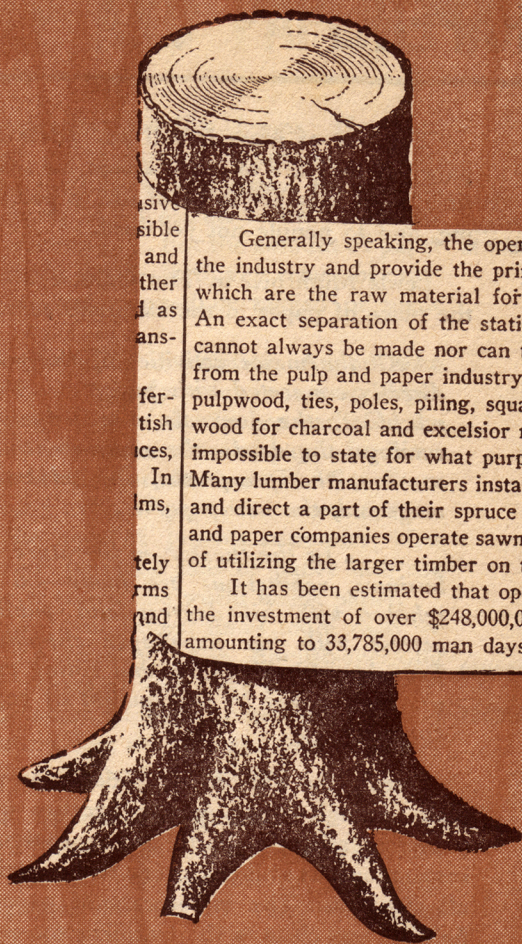 sible
and
ther
as
ans-
fer-
tish
ces,
In
lms,
tely
rms
and
of
Generally speaking, the oper
the industry and provide the pri
which are the raw material for
An exact separation of the stati
cannot always be made nor can
from the pulp and paper industry
pulpwood, ties, poles, piling, squa
wood for charcoal and excelsior
impossible to state for what purp
Many lumber manufacturers insta
and direct a part of their spruce
and paper companies operate sawn
of utilizing the larger timber on
It has been estimated that op
the investment of over $248,000,0
amounting to 33,785,000 man days